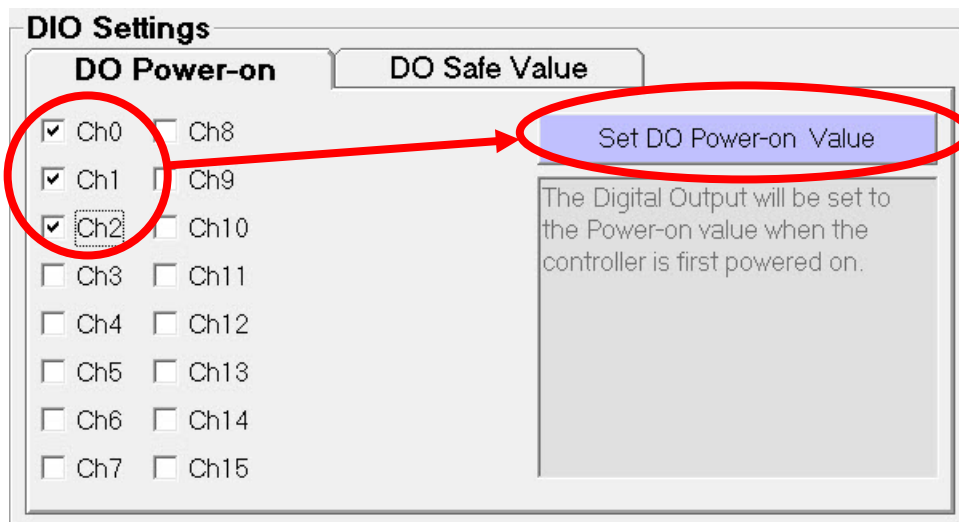 DIO Settings
DO Power-on DO Safe Value
Ch0 Ch8
Ch1 Ch9
Ch2 Ch10
Ch3 Ch11
Ch4 Ch12
Ch5 Ch13
Ch6 Ch14
Ch7 Ch15
Set DO Power-on Value
The Digital Output will be set to
the Power-on value when the
controller is first powered on.